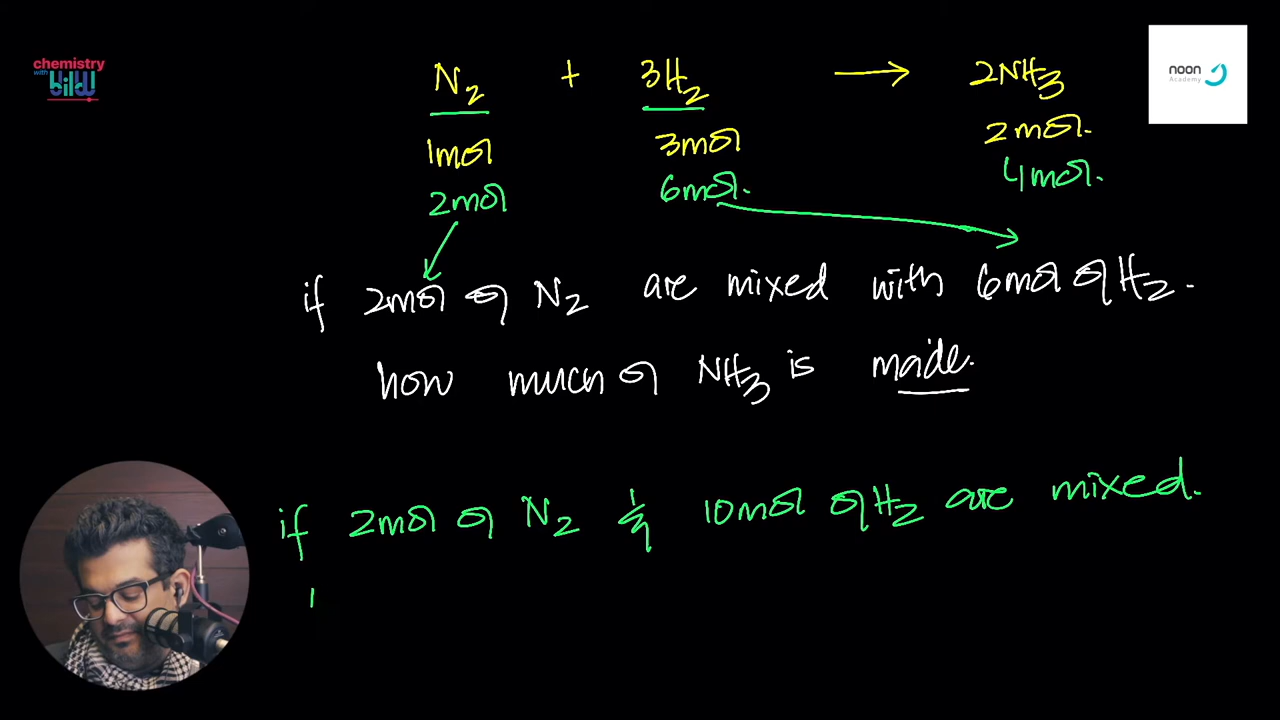 chemistry
with
bilal
noon
Academy
N2 + 3H2 → 2NH3
1mol 3mol 2mol.
2mol 6mol. 4mol.
if 2mol of N2 are mixed with 6mol of H2.
how much of NH3 is made.
if 2mol of N2 & 10mol of H2 are mixed.